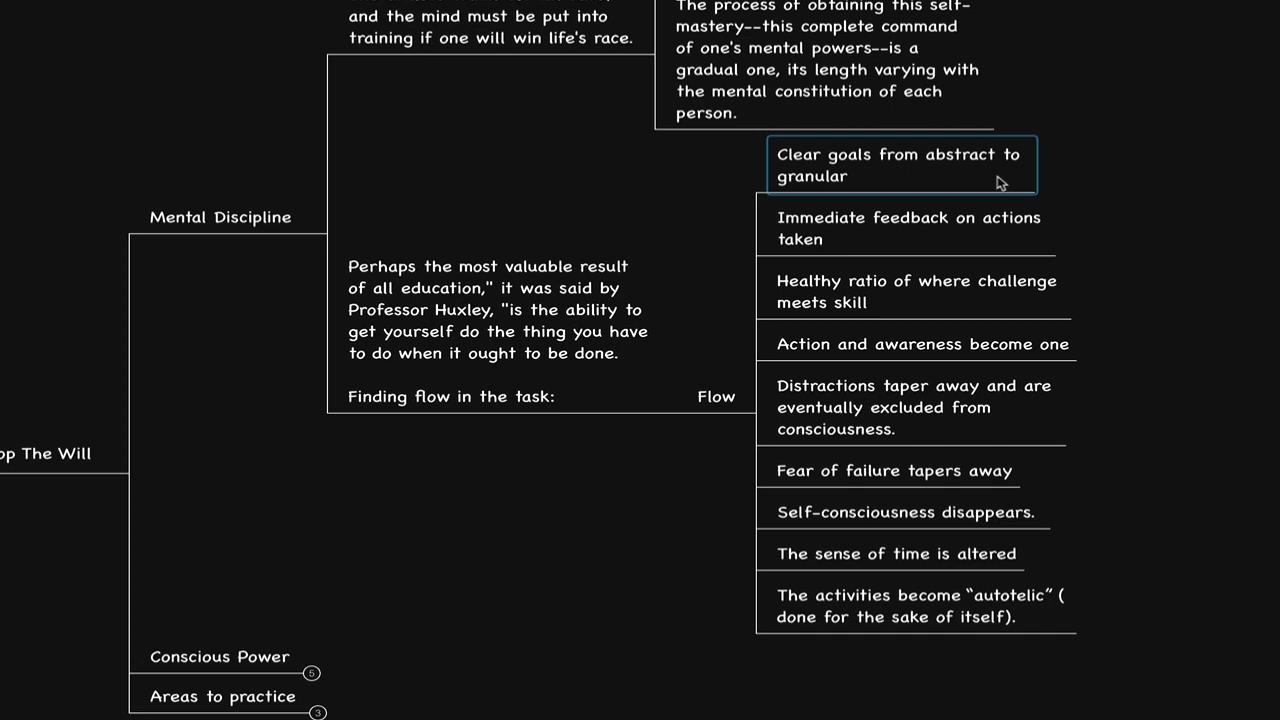 and the mind must be put into
training if one will win life's race.
The process of obtaining this self-
mastery--this complete command
of one's mental powers--is a
gradual one, its length varying with
the mental constitution of each
person.
Clear goals from abstract to
granular
Mental Discipline
Immediate feedback on actions
taken
Perhaps the most valuable result
of all education," it was said by
Professor Huxley, "is the ability to
get yourself do the thing you have
to do when it ought to be done.
Finding flow in the task:
Flow
Healthy ratio of where challenge
meets skill
Action and awareness become one
Distractions taper away and are
eventually excluded from
consciousness.
op The Will
Fear of failure tapers away
Self-consciousness disappears.
The sense of time is altered
The activities become “autotelic” (
done for the sake of itself).
Conscious Power
5
Areas to practice
3